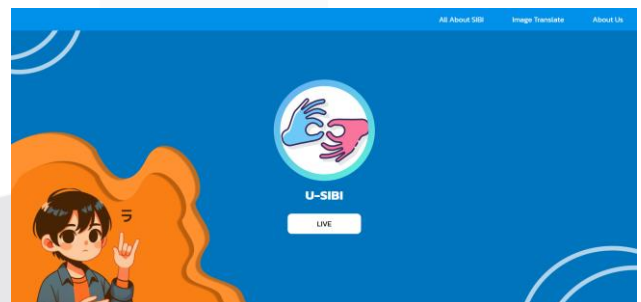 All About SIBI
Image Translate
About Us
U-SIBI
LIVE
ラ